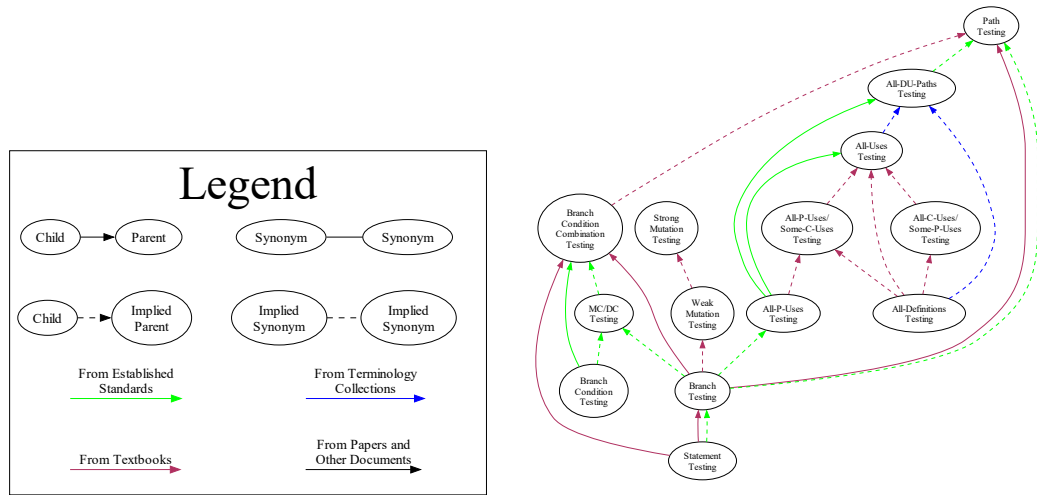 Legend
Child
Parent
Synonym
Synonym
Child
Implied
Parent
Implied
Synonym
Implied
Synonym
From Established
Standards
From Terminology
Collections
From Textbooks
From Papers and
Other Documents
Path
Testing
All-DU-Paths
Testing
All-Uses
Testing
Branch
Condition
Combination
Testing
Strong
Mutation
Testing
All-P-Uses/
Some-C-Uses
Testing
All-C-Uses/
Some-P-Uses
Testing
MC/DC
Testing
Weak
Mutation
Testing
All-P-Uses
Testing
All-Definitions
Testing
Branch
Condition
Testing
Branch
Testing
Statement
Testing